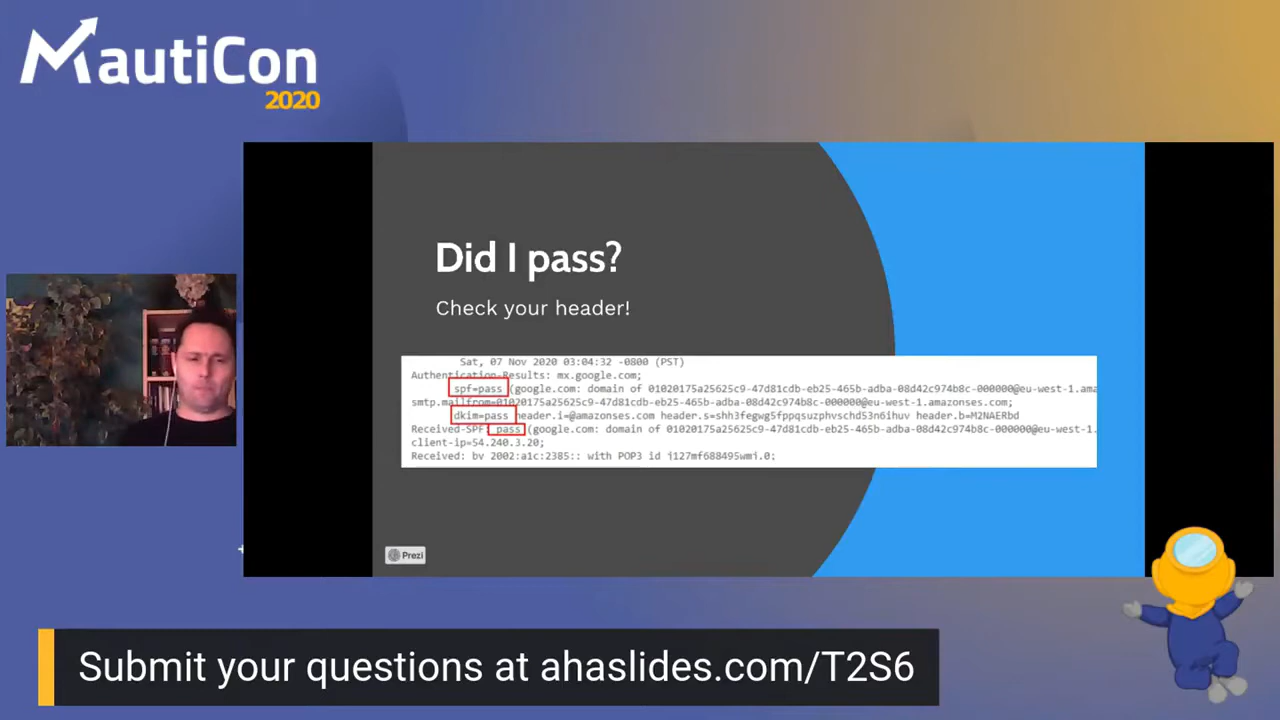 MautiCon
2020
Did I pass?
Check your header!
Sat, 07 Nov 2020 03:04:32 -0800 (PST)
Authentication-Results: mx.google.com;
spf=pass (google.com: domain of 01020175a25625c9-47d81cdb-eb25-465b-adba-08d42c974b8c-000000@eu-west-1.ama
smtp.mailfrom=01020175a25625c9-47d81cdb-eb25-465b-adba-08d42c974b8c-000000@eu-west-1.amazonses.com;
dkim=pass header.i=@amazonses.com header.s=shh3fegwg5fppqsuzphvschd53n6ihuv header.b=M2NAERbd
Received-SPF: pass (google.com: domain of 01020175a25625c9-47d81cdb-eb25-465b-adba-08d42c974b8c-000000@eu-west-1.
client-ip=54.240.3.20;
Received: by 2002:a1c:2385:: with POP3 id j127mf688495wmj.0;
Prezi
Submit your questions at ahaslides.com/T2S6